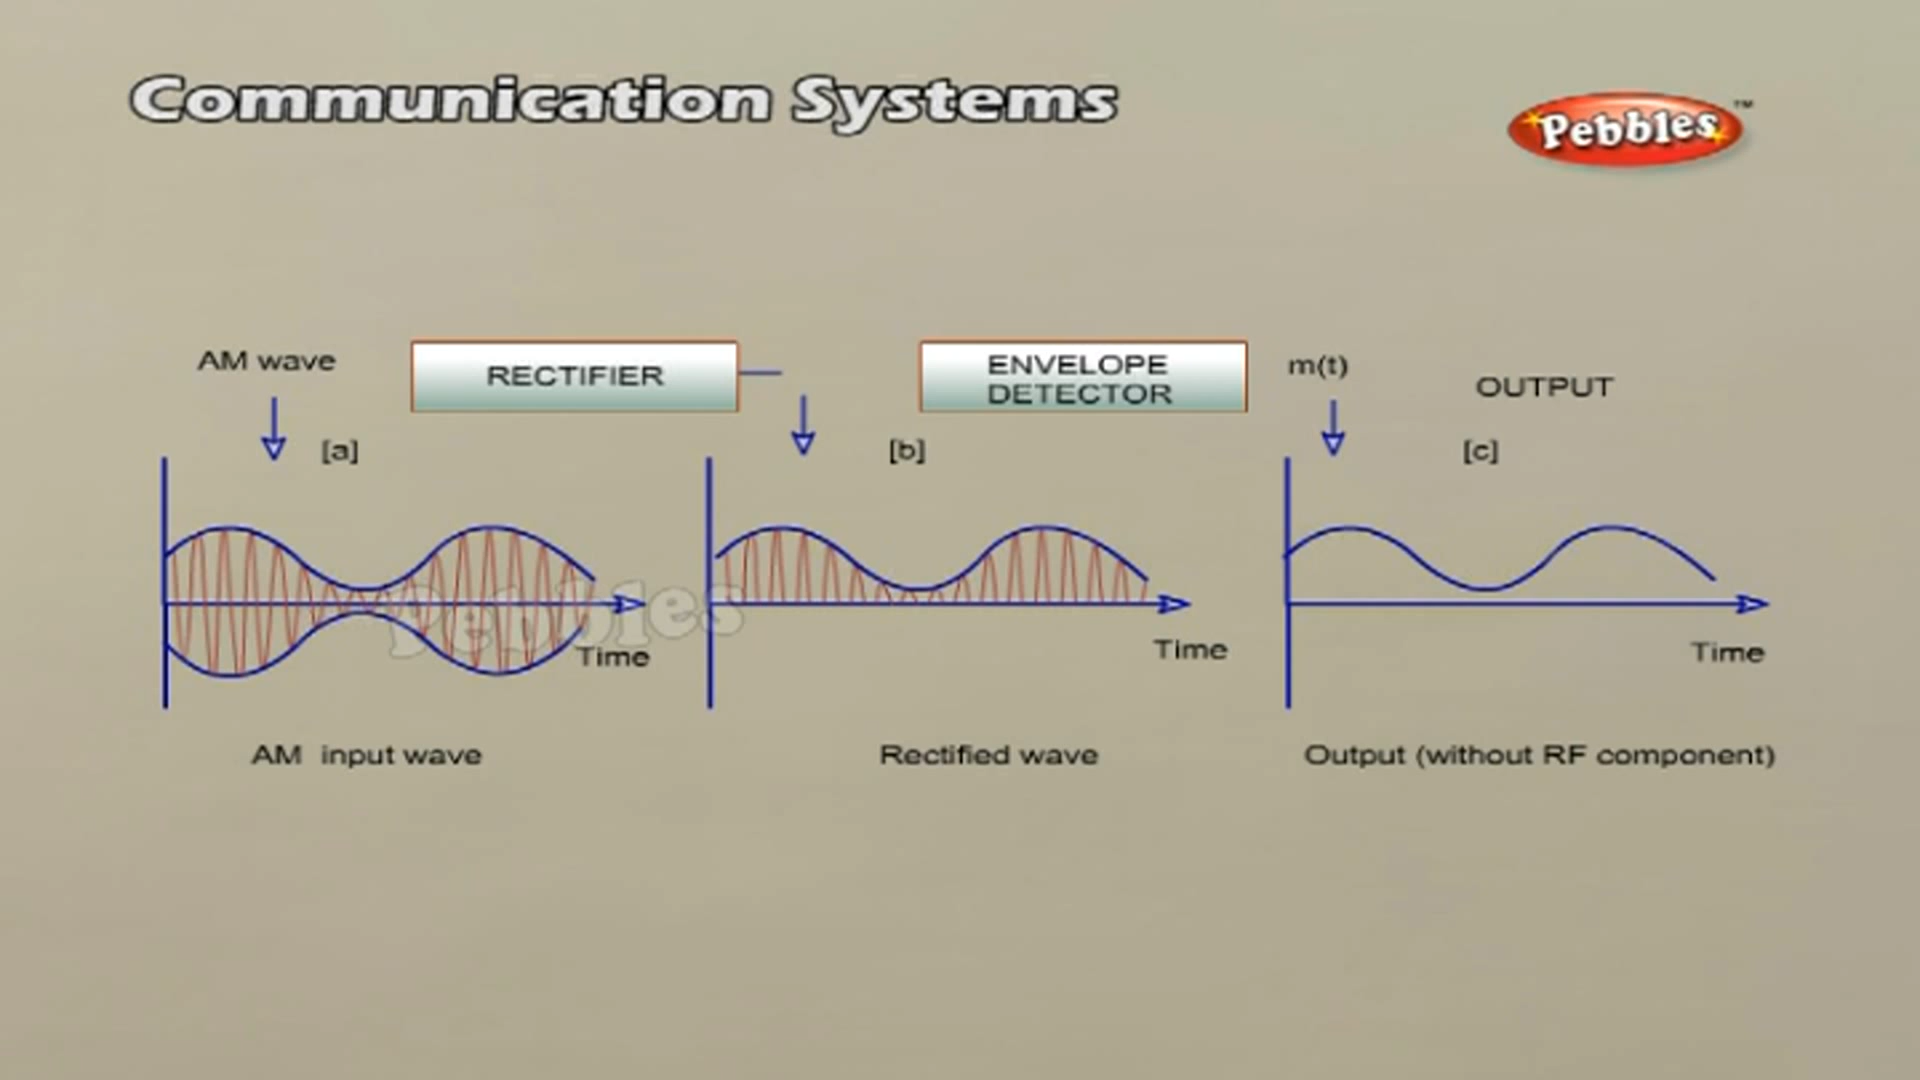 Communication Systems
Pebbles™
AM wave
RECTIFIER
ENVELOPE
DETECTOR
m(t)
OUTPUT
[a]
[b]
[c]
Pebbles
Time
Time
Time
AM input wave
Rectified wave
Output (without RF component)